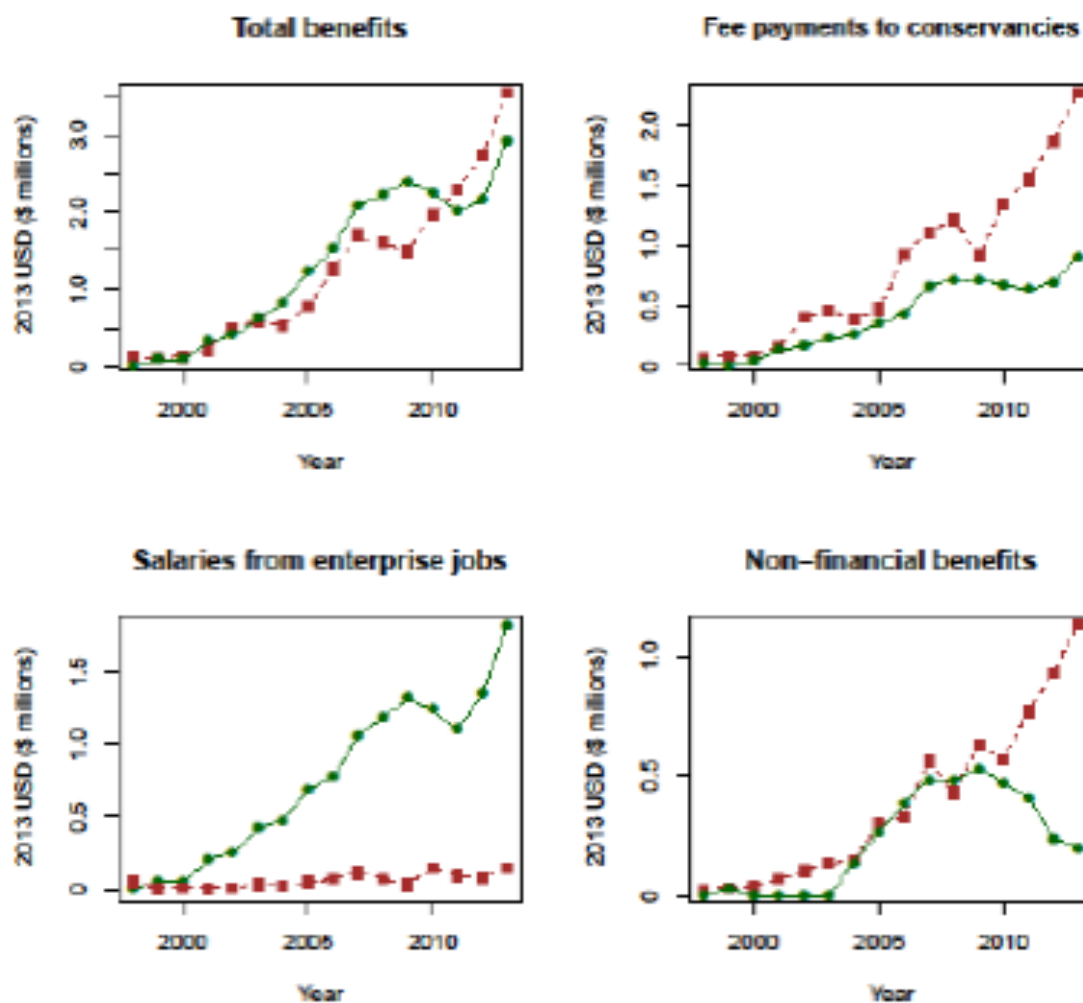 Total benefits
2013 USD ($ millions)
3.0
2.0
1.0
0
2000 2005 2010
Year
Fee payments to conservancies
2013 USD ($ millions)
2.0
1.5
1.0
0.5
0
2000 2005 2010
Year
Salaries from enterprise jobs
2013 USD ($ millions)
1.5
1.0
0.5
0
2000 2005 2010
Year
Non−financial benefits
2013 USD ($ millions)
1.0
0.5
0
2000 2005 2010
Year